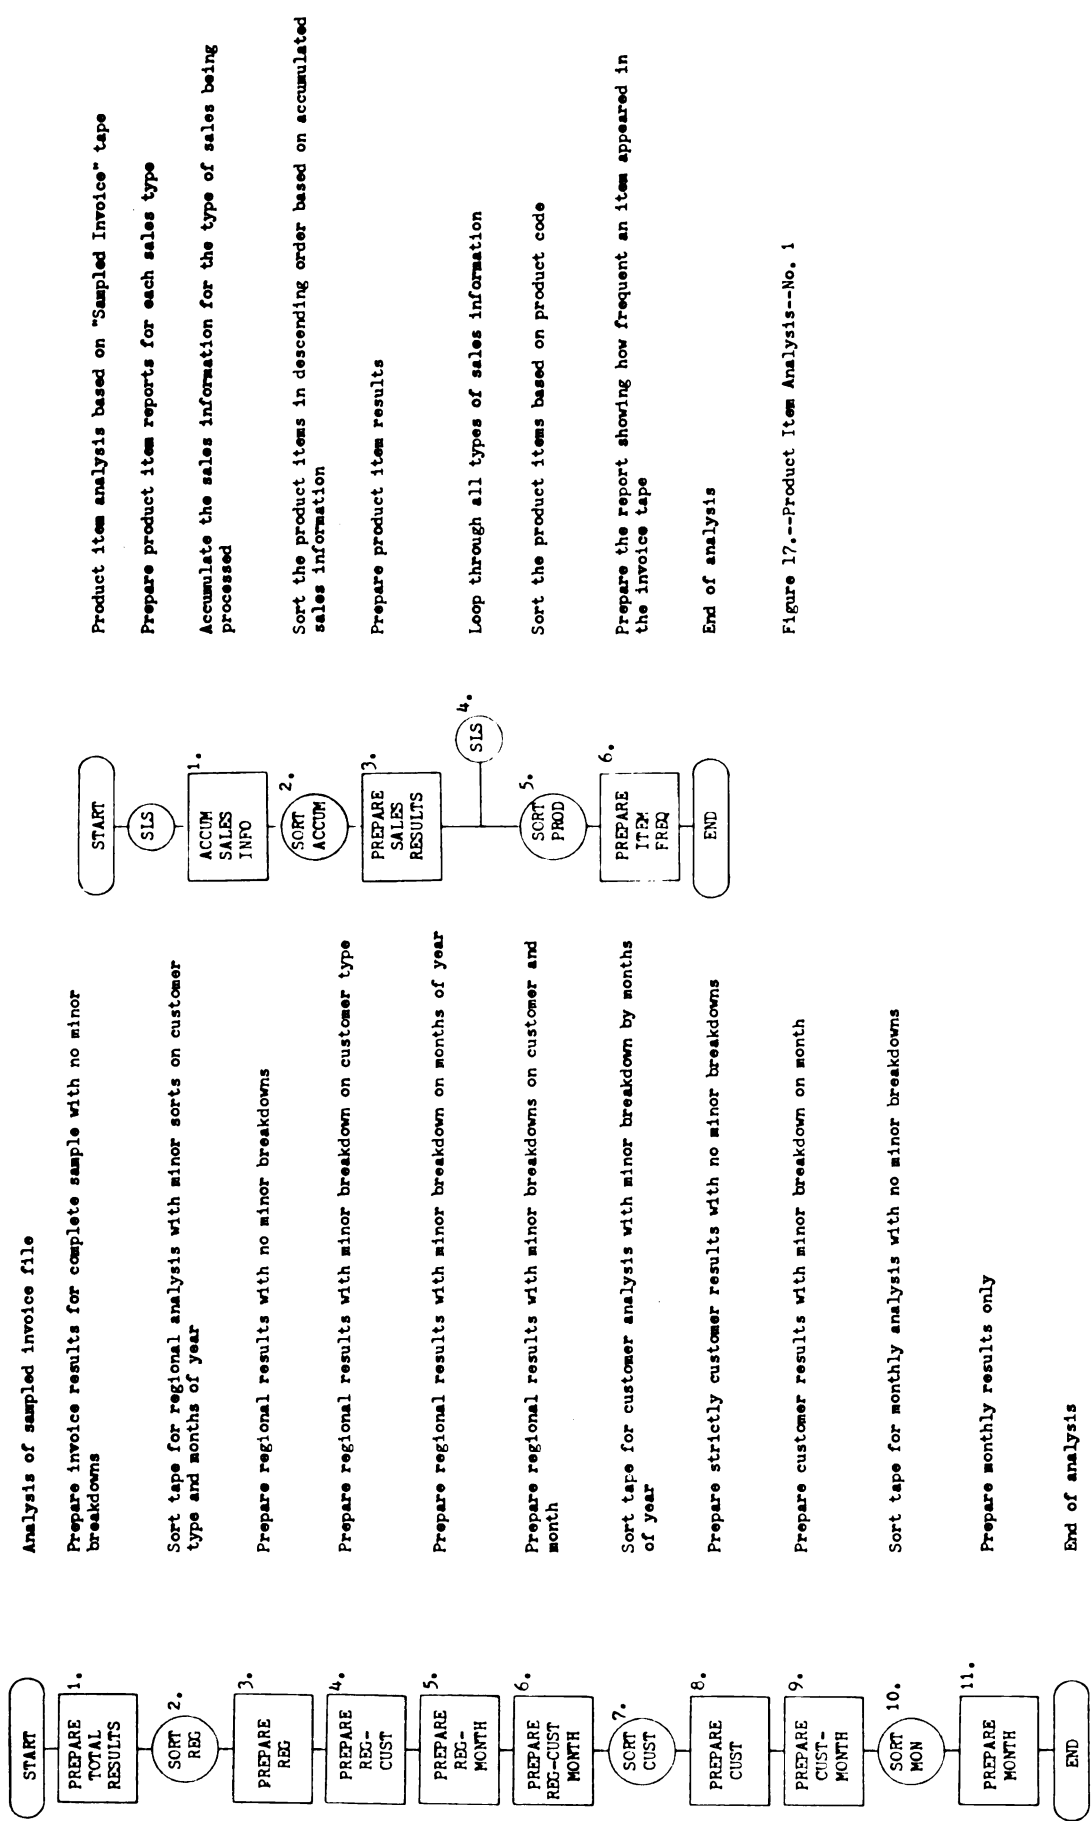 START
PREPARE
TOTAL
RESULTS
1.
SORT
REG
2.
PREPARE
REG
3.
PREPARE
REG-
CUST
4.
PREPARE
REG-
MONTH
5.
PREPARE
REG-CUST
MONTH
6.
SORT
CUST
7.
PREPARE
CUST
8.
PREPARE
CUST-
MONTH
9.
SORT
MON
10.
PREPARE
MONTH
11.
END
Analysis of sampled invoice file
Prepare invoice results for complete sample with no minor
breakdowns
Sort tape for regional analysis with minor sorts on customer
type and months of year
Prepare regional results with no minor breakdowns
Prepare regional results with minor breakdown on customer type
Prepare regional results with minor breakdown on months of year
Prepare regional results with minor breakdowns on customer and
month
Sort tape for customer analysis with minor breakdown by months
of year
Prepare strictly customer results with no minor breakdowns
Prepare customer results with minor breakdown on month
Sort tape for monthly analysis with no minor breakdowns
Prepare monthly results only
End of analysis
START
SLS
ACCUM
SALES
INFO
1.
SORT
ACCUM
2.
PREPARE
SALES
RESULTS
3.
SLS
4.
SORT
PROD
5.
PREPARE
ITEM
FREQ
6.
END
Product item analysis based on "Sampled Invoice" tape
Prepare product item reports for each sales type
Accumulate the sales information for the type of sales being
processed
Sort the product items in descending order based on accumulated
sales information
Prepare product item results
Loop through all types of sales information
Sort the product items based on product code
Prepare the report showing how frequent an item appeared in
the invoice tape
End of analysis
Figure 17.--Product Item Analysis--No. 1